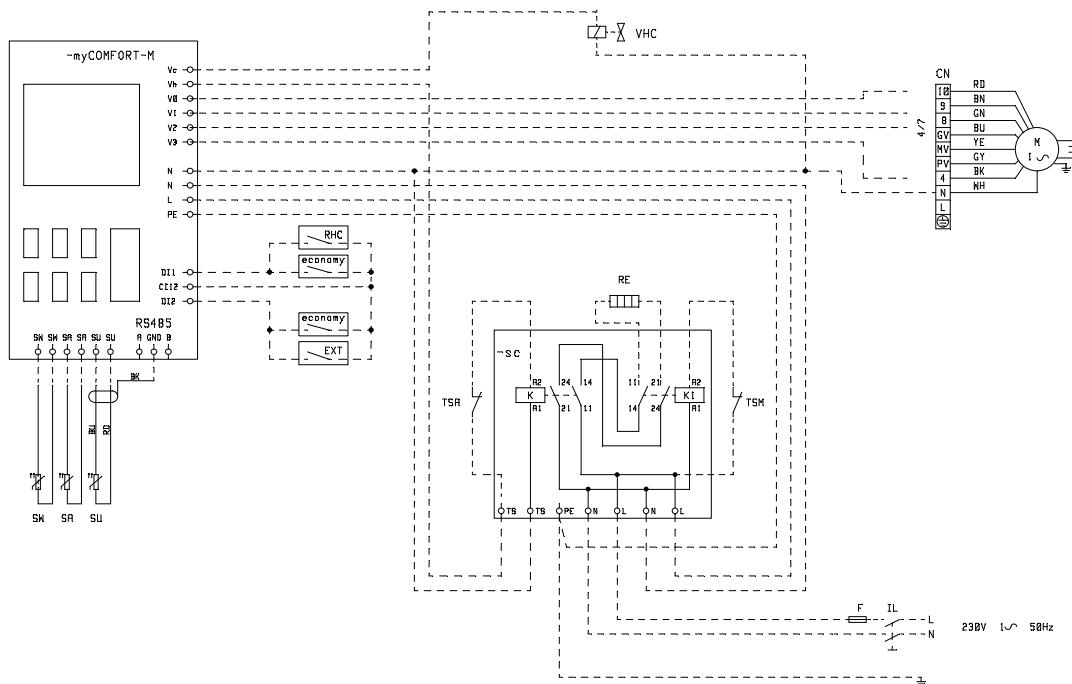 VHC
-myCOMFORT-M
Vc
Vh
V0
V1
V2
V3
N
N
L
PE
DI1
CI12
DI2
RS485
SW SW SA SA SU SU A GND B
BK
BU
RD
SW SA SU
RHC
economy
economy
EXT
CN
10 RD
9 BN
8 GN
GV BU
MV YE
PV GY
4 BK
N WH
L
4/7
M
1
RE
-SC
TSA
K
A2
A1
24 14
21 11
11 21
14 24
K1
A2
A1
TSM
TS TS PE N L N L
F IL
L
N
230V 1 50Hz